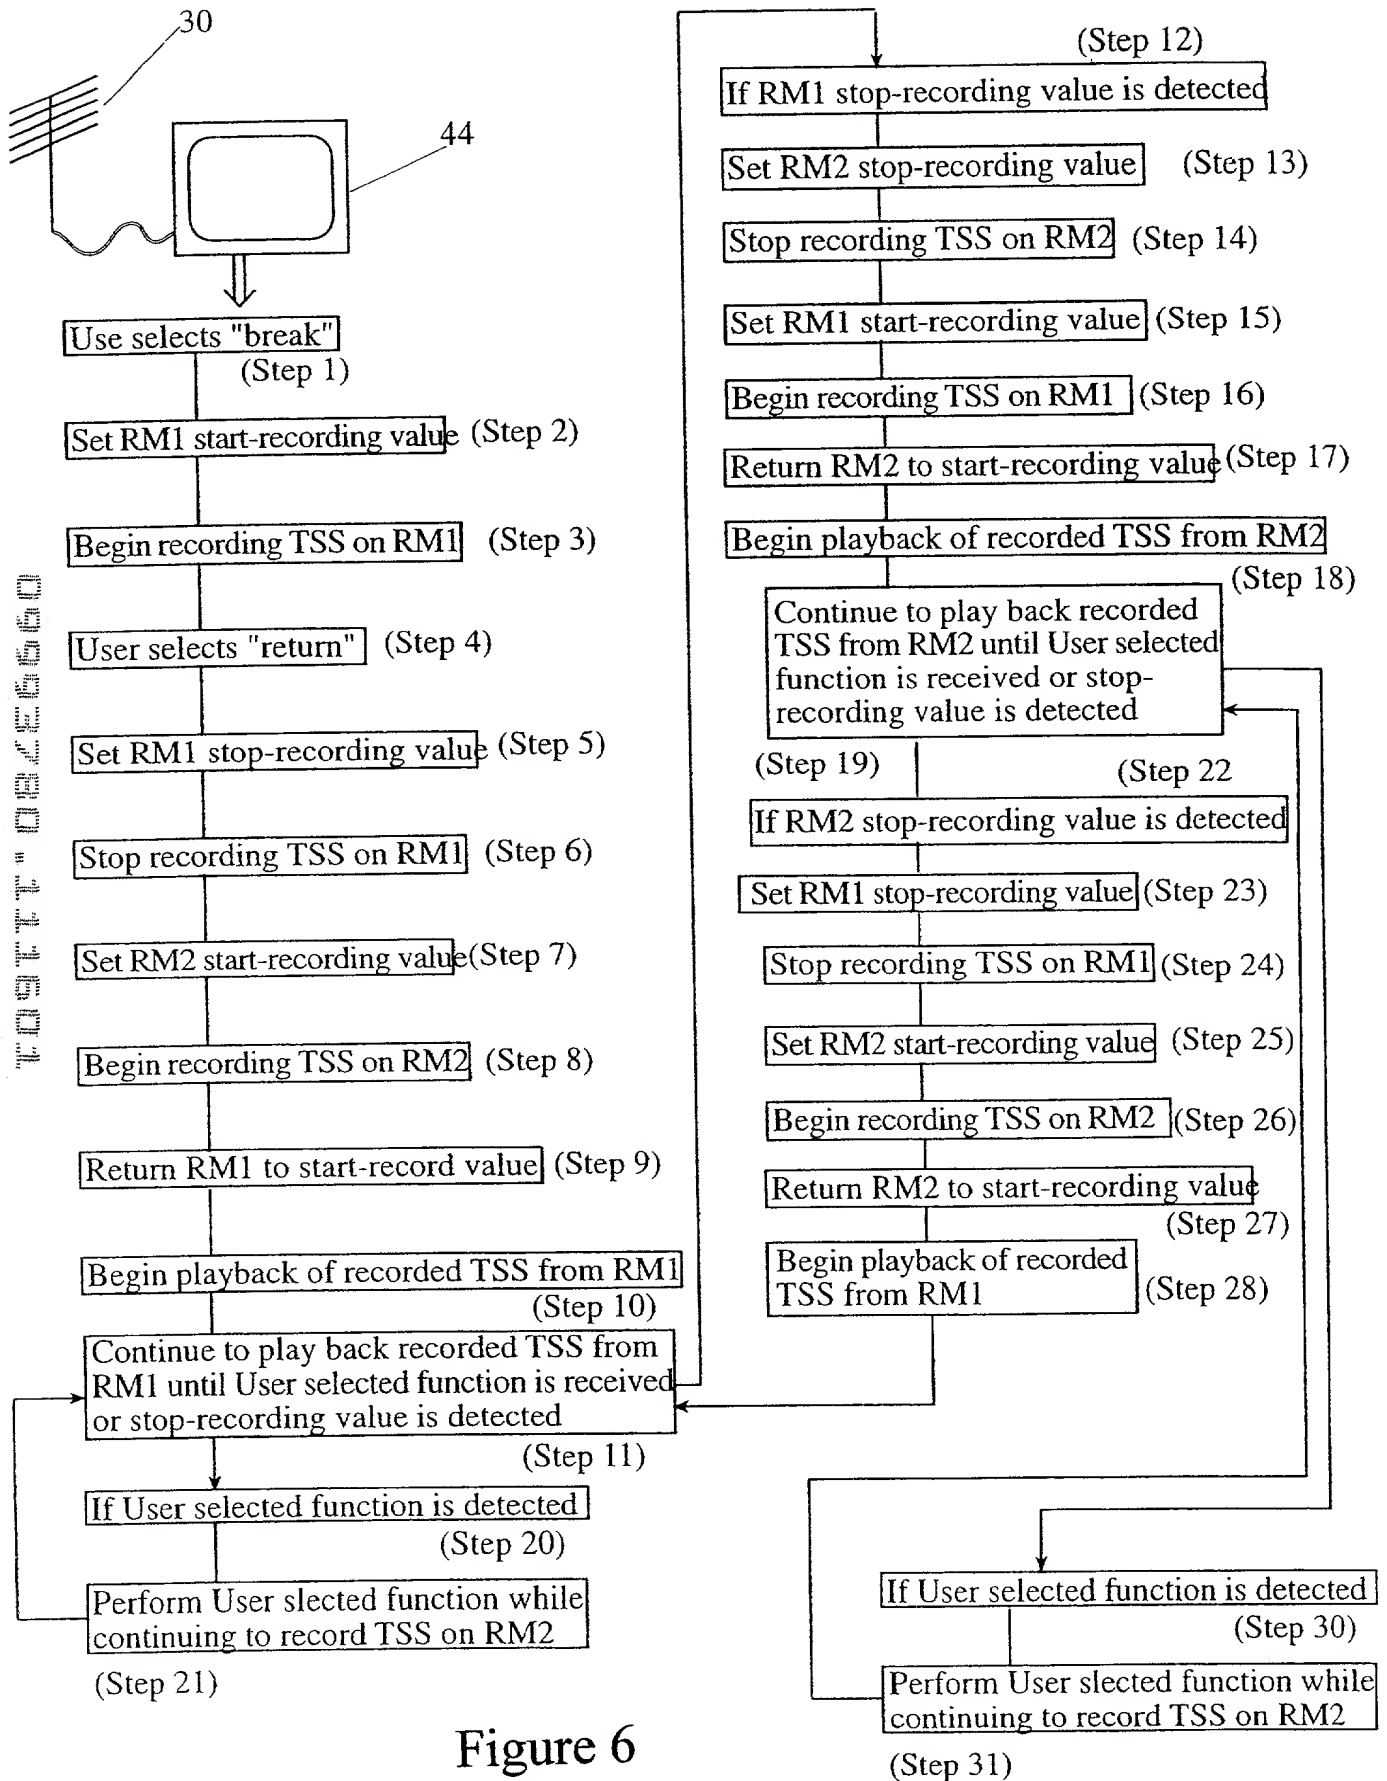 30
44
Use selects "break"
(Step 1)
Set RM1 start-recording value (Step 2)
Begin recording TSS on RM1 (Step 3)
User selects "return" (Step 4)
Set RM1 stop-recording value (Step 5)
Stop recording TSS on RM1 (Step 6)
Set RM2 start-recording value (Step 7)
Begin recording TSS on RM2 (Step 8)
Return RM1 to start-record value (Step 9)
Begin playback of recorded TSS from RM1
(Step 10)
Continue to play back recorded TSS from
RM1 until User selected function is received
or stop-recording value is detected
(Step 11)
If User selected function is detected
(Step 20)
Perform User slected function while
continuing to record TSS on RM2
(Step 21)
(Step 12)
If RM1 stop-recording value is detected
Set RM2 stop-recording value (Step 13)
Stop recording TSS on RM2 (Step 14)
Set RM1 start-recording value (Step 15)
Begin recording TSS on RM1 (Step 16)
Return RM2 to start-recording value (Step 17)
Begin playback of recorded TSS from RM2
(Step 18)
Continue to play back recorded
TSS from RM2 until User selected
function is received or stop-
recording value is detected
(Step 19)
(Step 22
If RM2 stop-recording value is detected
Set RM1 stop-recording value (Step 23)
Stop recording TSS on RM1 (Step 24)
Set RM2 start-recording value (Step 25)
Begin recording TSS on RM2 (Step 26)
Return RM2 to start-recording value
(Step 27)
Begin playback of recorded
TSS from RM1 (Step 28)
If User selected function is detected
(Step 30)
Perform User slected function while
continuing to record TSS on RM2
(Step 31)
Figure 6